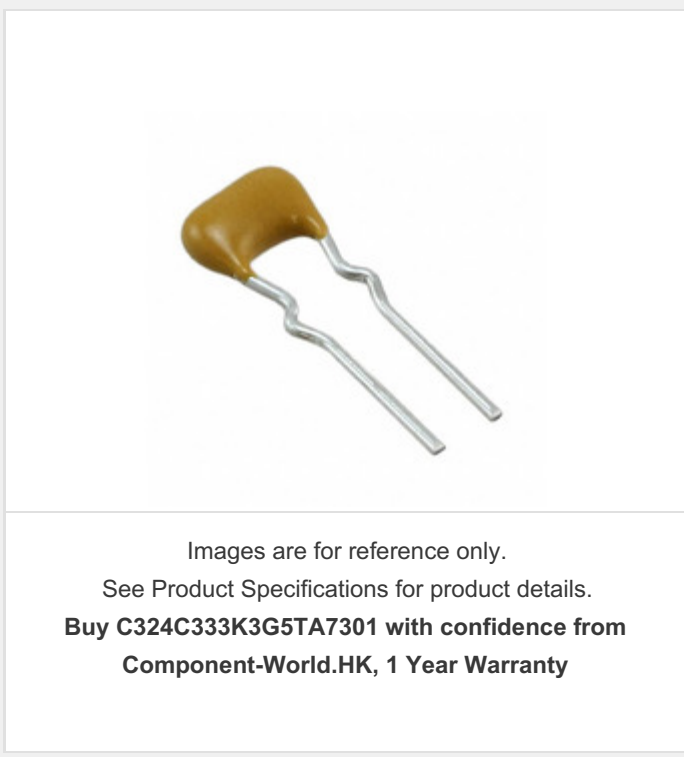 Images are for reference only.
See Product Specifications for product details.
Buy C324C333K3G5TA7301 with confidence from
Component-World.HK, 1 Year Warranty